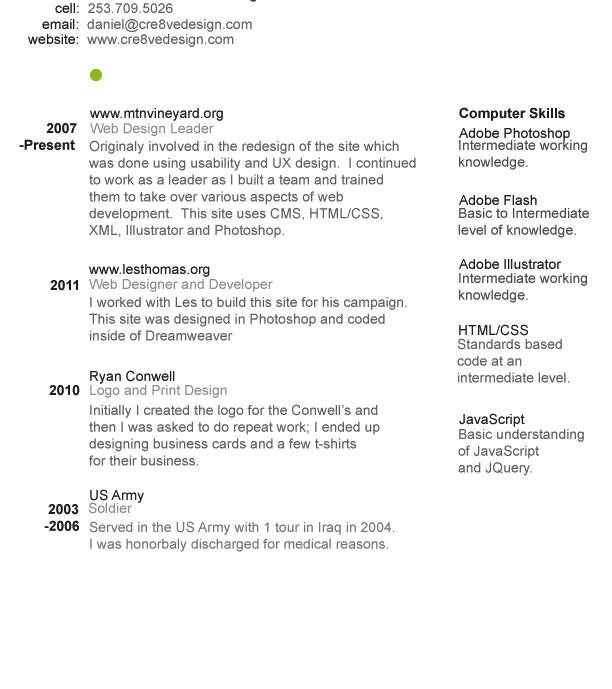 cell: 253.709.5026
email: daniel@cre8vedesign.com
website: www.cre8vedesign.com
www.mtnvineyard.org
2007 Web Design Leader
-Present Originaly involved in the redesign of the site which
was done using usability and UX design. I continued
to work as a leader as I built a team and trained
them to take over various aspects of web
development. This site uses CMS, HTML/CSS,
XML, Illustrator and Photoshop.
www.lesthomas.org
2011 Web Designer and Developer
I worked with Les to build this site for his campaign.
This site was designed in Photoshop and coded
inside of Dreamweaver
Ryan Conwell
2010 Logo and Print Design
Initially I created the logo for the Conwell's and
then I was asked to do repeat work; I ended up
designing business cards and a few t-shirts
for their business.
US Army
2003 Soldier
-2006 Served in the US Army with 1 tour in Iraq in 2004.
I was honorbaly discharged for medical reasons.
Computer Skills
Adobe Photoshop
Intermediate working
knowledge.
Adobe Flash
Basic to Intermediate
level of knowledge.
Adobe Illustrator
Intermediate working
knowledge.
HTML/CSS
Standards based
code at an
intermediate level.
JavaScript
Basic understanding
of JavaScript
and JQuery.